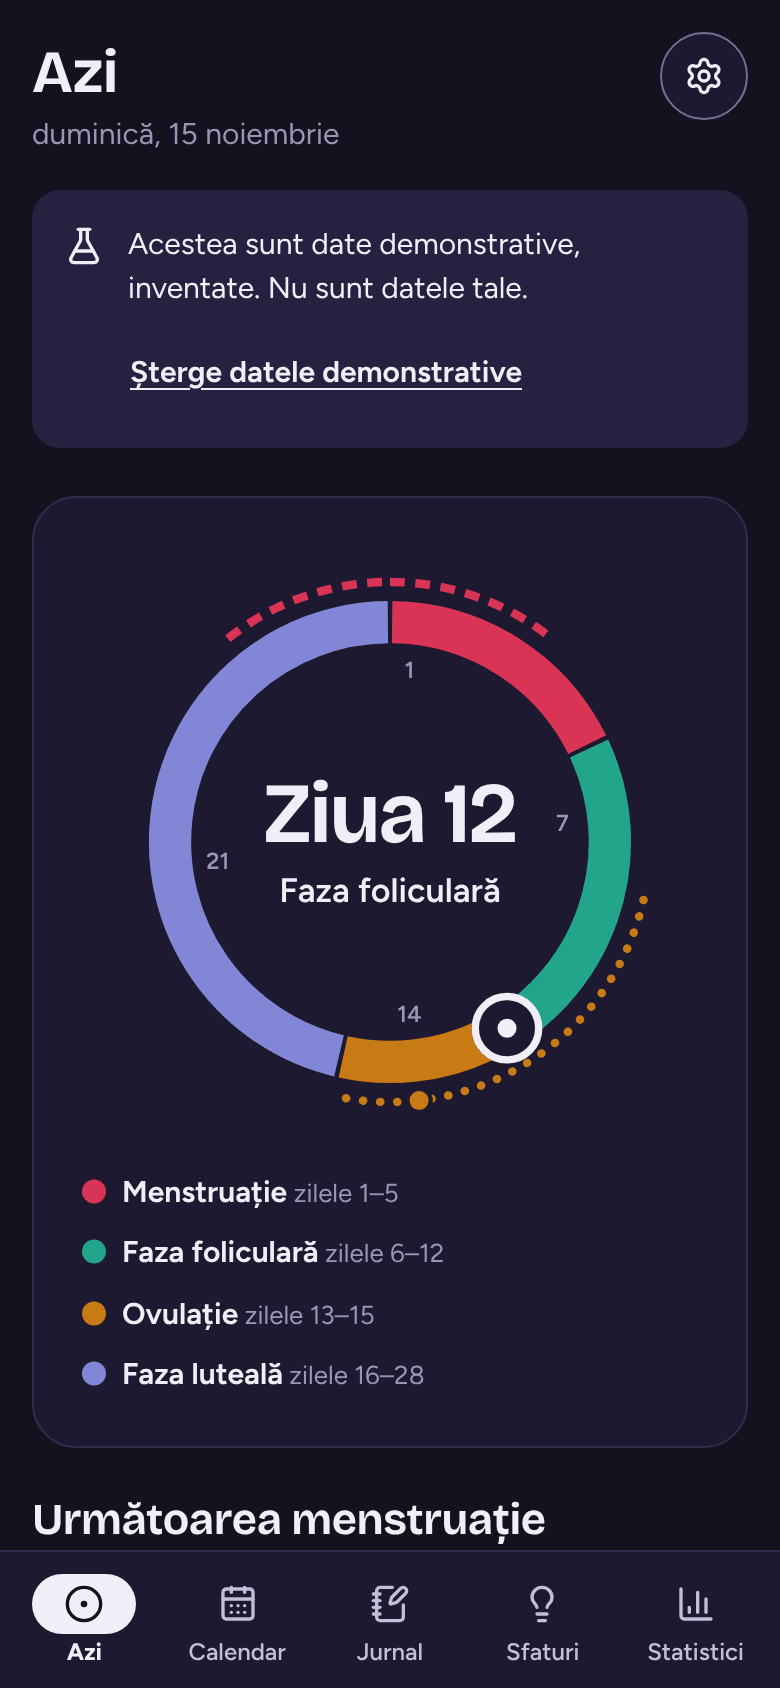 Azi
duminică, 15 noiembrie
Acestea sunt date demonstrative,
inventate. Nu sunt datele tale.
Șterge datele demonstrative
1
7
14
21
Ziua 12
Faza foliculară
Menstruație zilele 1–5
Faza foliculară zilele 6–12
Ovulație zilele 13–15
Faza luteală zilele 16–28
Următoarea menstruație
Azi
Calendar
Jurnal
Sfaturi
Statistici